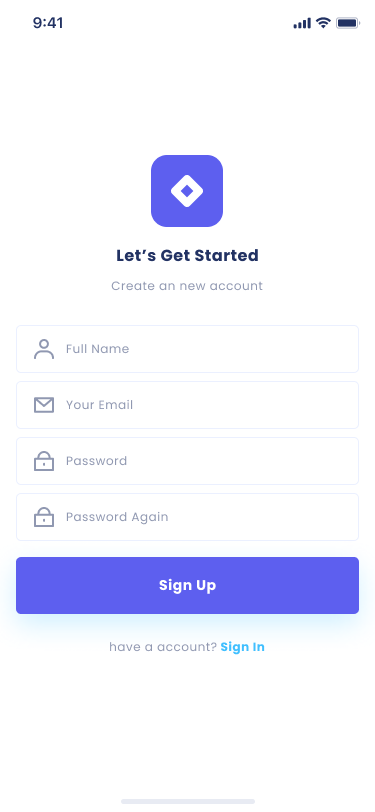 9:41
Let’s Get Started
Create an new account
Full Name
Your Email
Password
Password Again
Sign Up
have a account? Sign In